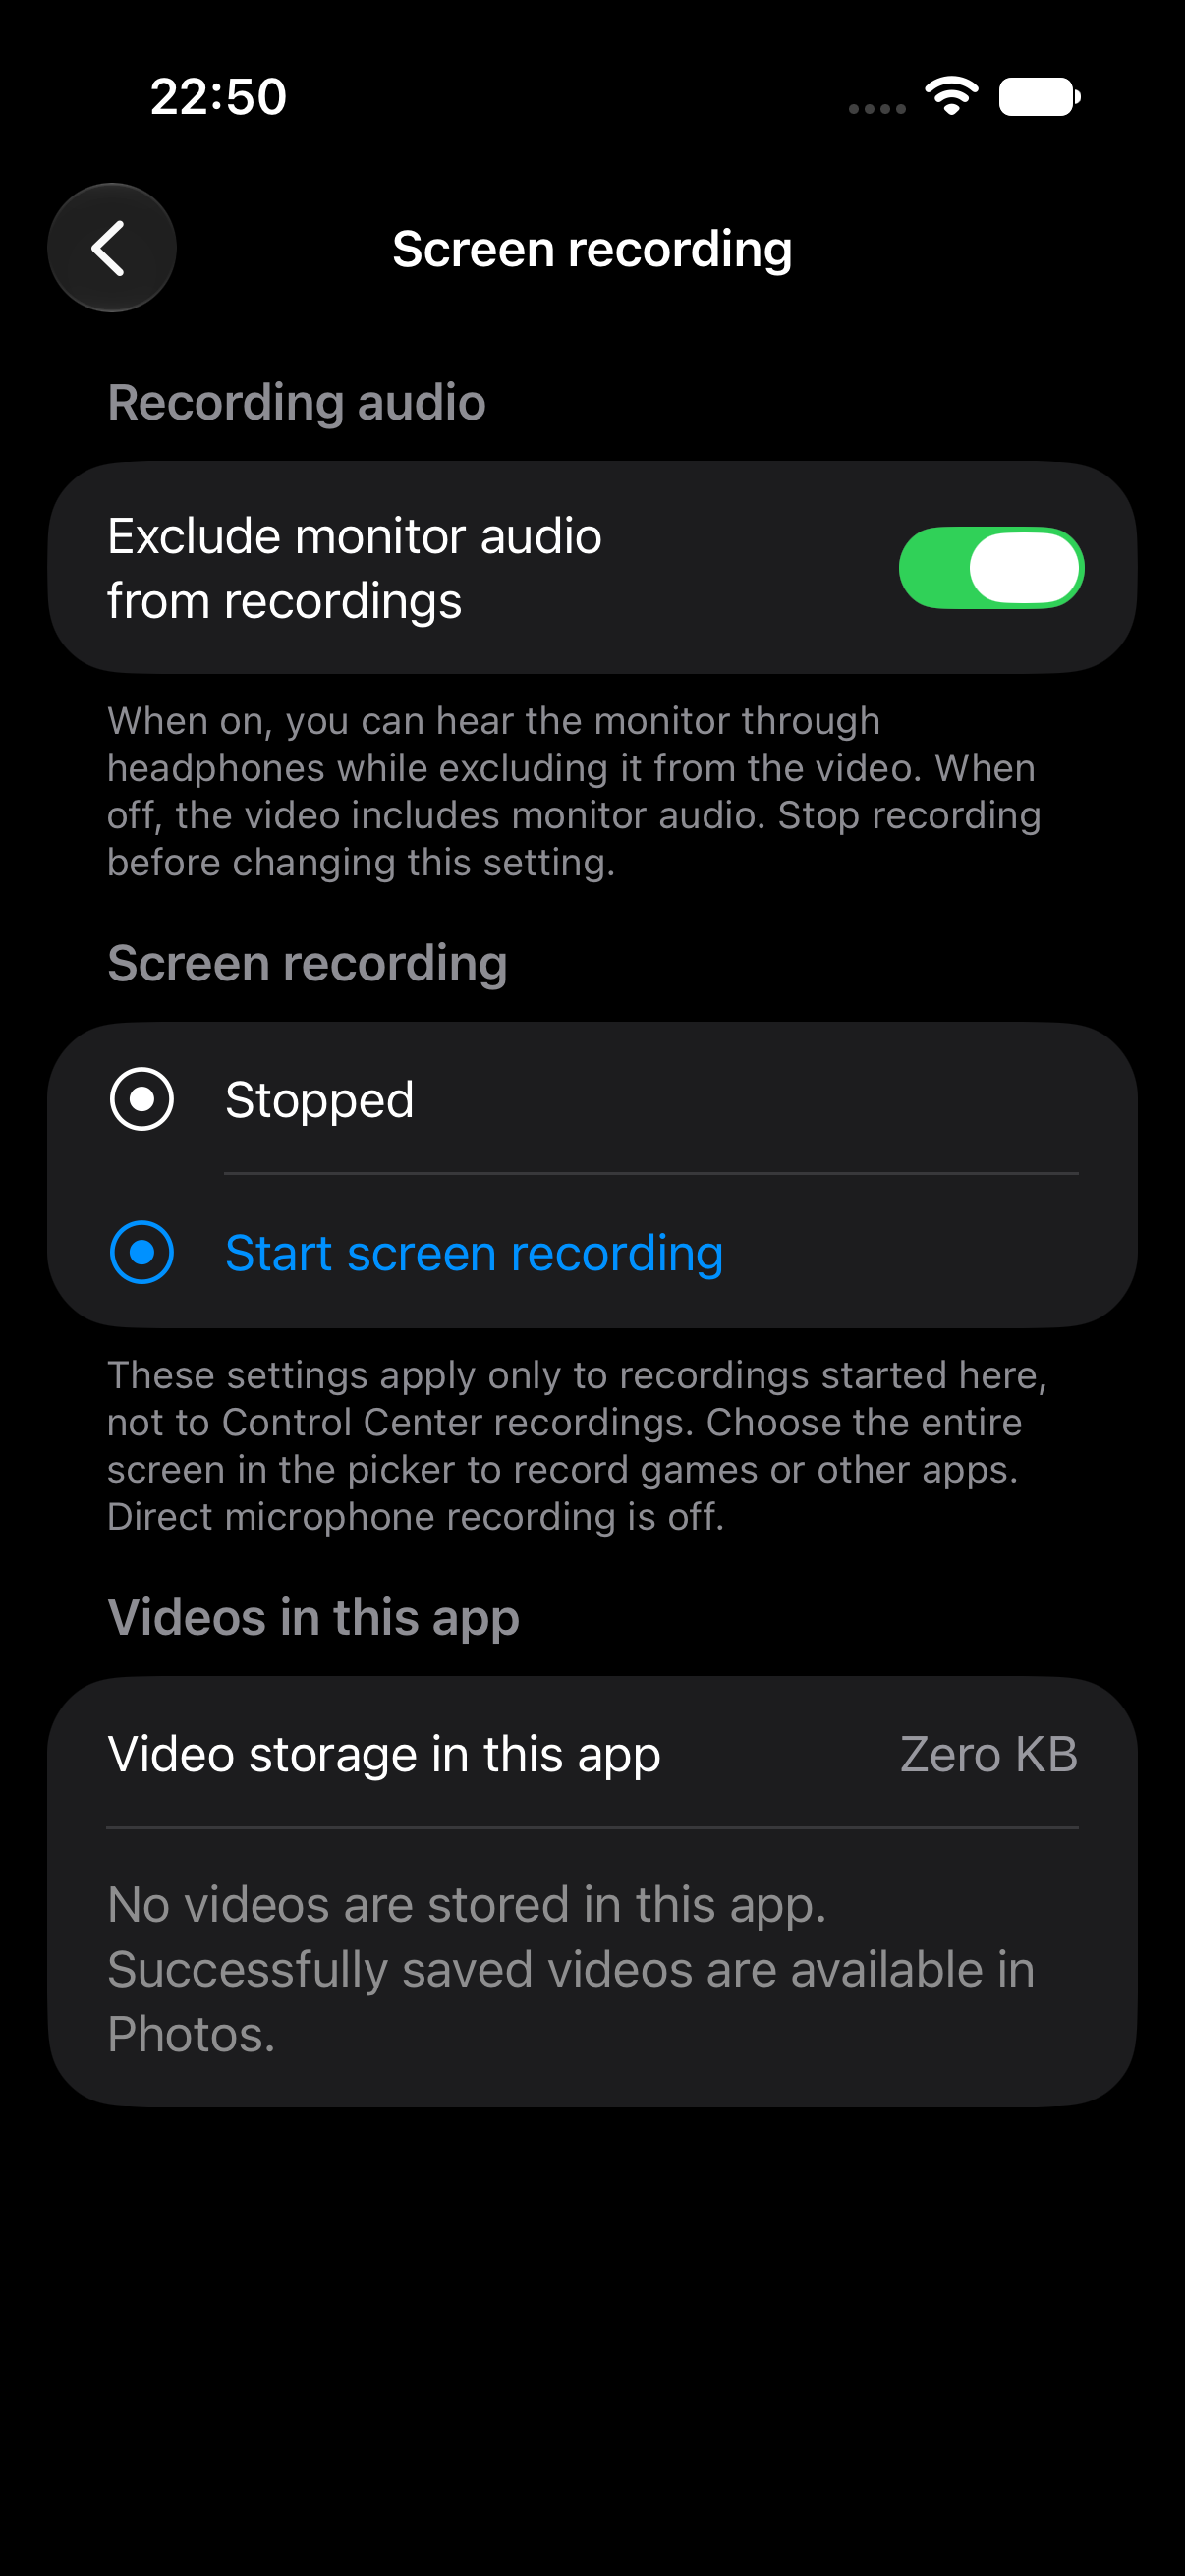 22:50
Screen recording
Recording audio
Exclude monitor audio
from recordings
When on, you can hear the monitor through
headphones while excluding it from the video. When
off, the video includes monitor audio. Stop recording
before changing this setting.
Screen recording
Stopped
Start screen recording
These settings apply only to recordings started here,
not to Control Center recordings. Choose the entire
screen in the picker to record games or other apps.
Direct microphone recording is off.
Videos in this app
Video storage in this app Zero KB
No videos are stored in this app.
Successfully saved videos are available in
Photos.